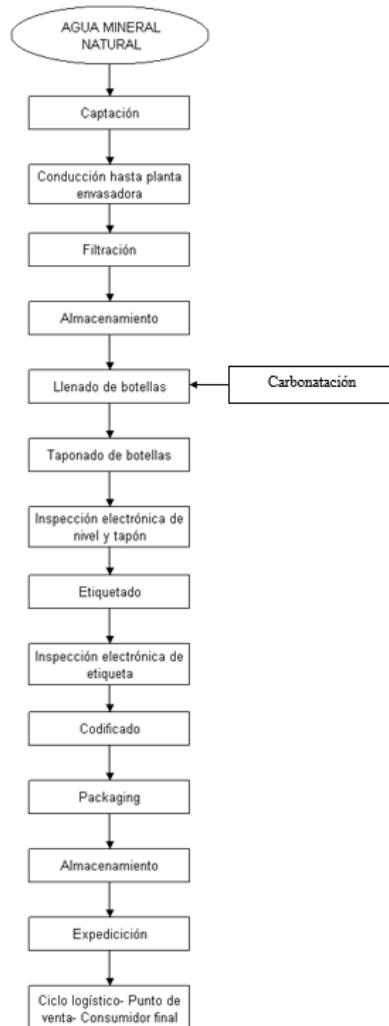 AGUA MINERAL
NATURAL
Captación
Conducción hasta planta
envasadora
Filtración
Almacenamiento
Llenado de botellas
Carbonatación
Taponado de botellas
Inspección electrónica de
nivel y tapón
Etiquetado
Inspección electrónica de
etiqueta
Codificado
Packaging
Almacenamiento
Expedicición
Ciclo logístico- Punto de
venta- Consumidor final